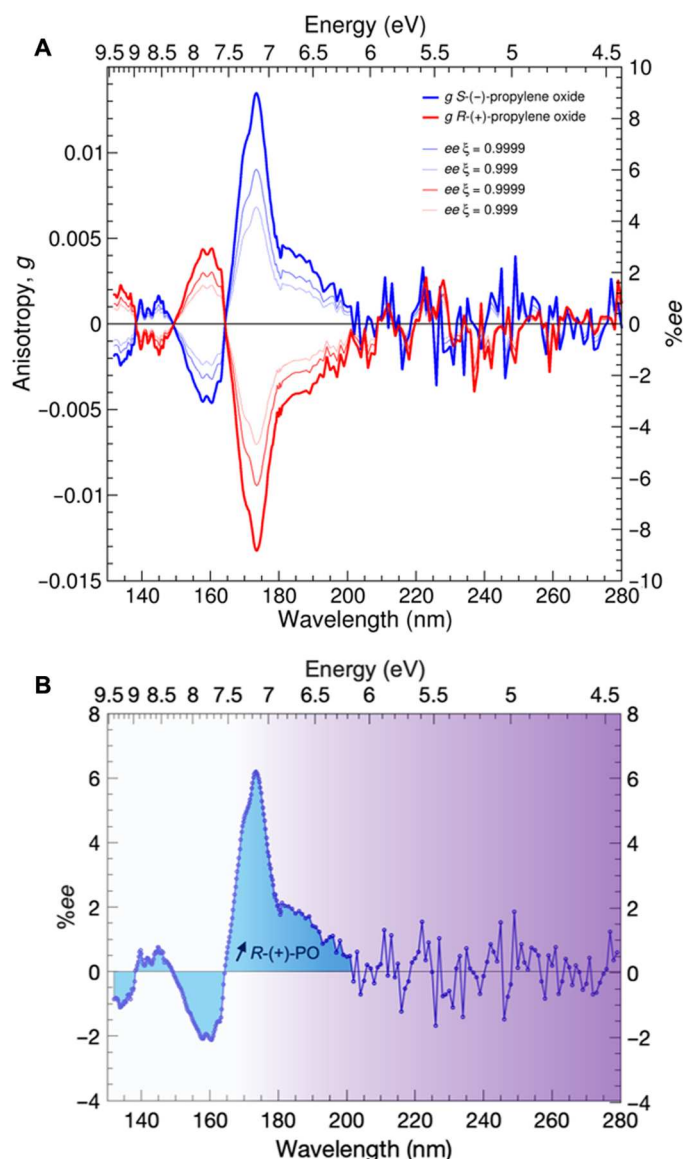 A
Energy (eV)
9.5 9 8.5 8 7.5 7 6.5 6 5.5 5 4.5
g S-(−)-propylene oxide
g R-(+)-propylene oxide
ee ξ = 0.9999
ee ξ = 0.999
ee ξ = 0.9999
ee ξ = 0.999
Anisotropy, g
0.01
0.005
0
−0.005
−0.01
−0.015
10
8
6
4
2
0
−2
−4
−6
−8
−10
%ee
140 160 180 200 220 240 260 280
Wavelength (nm)
B
Energy (eV)
9.5 9 8.5 8 7.5 7 6.5 6 5.5 5 4.5
%ee
8
6
4
2
0
−2
−4
R-(+)-PO
8
6
4
2
0
−2
−4
%ee
140 160 180 200 220 240 260 280
Wavelength (nm)